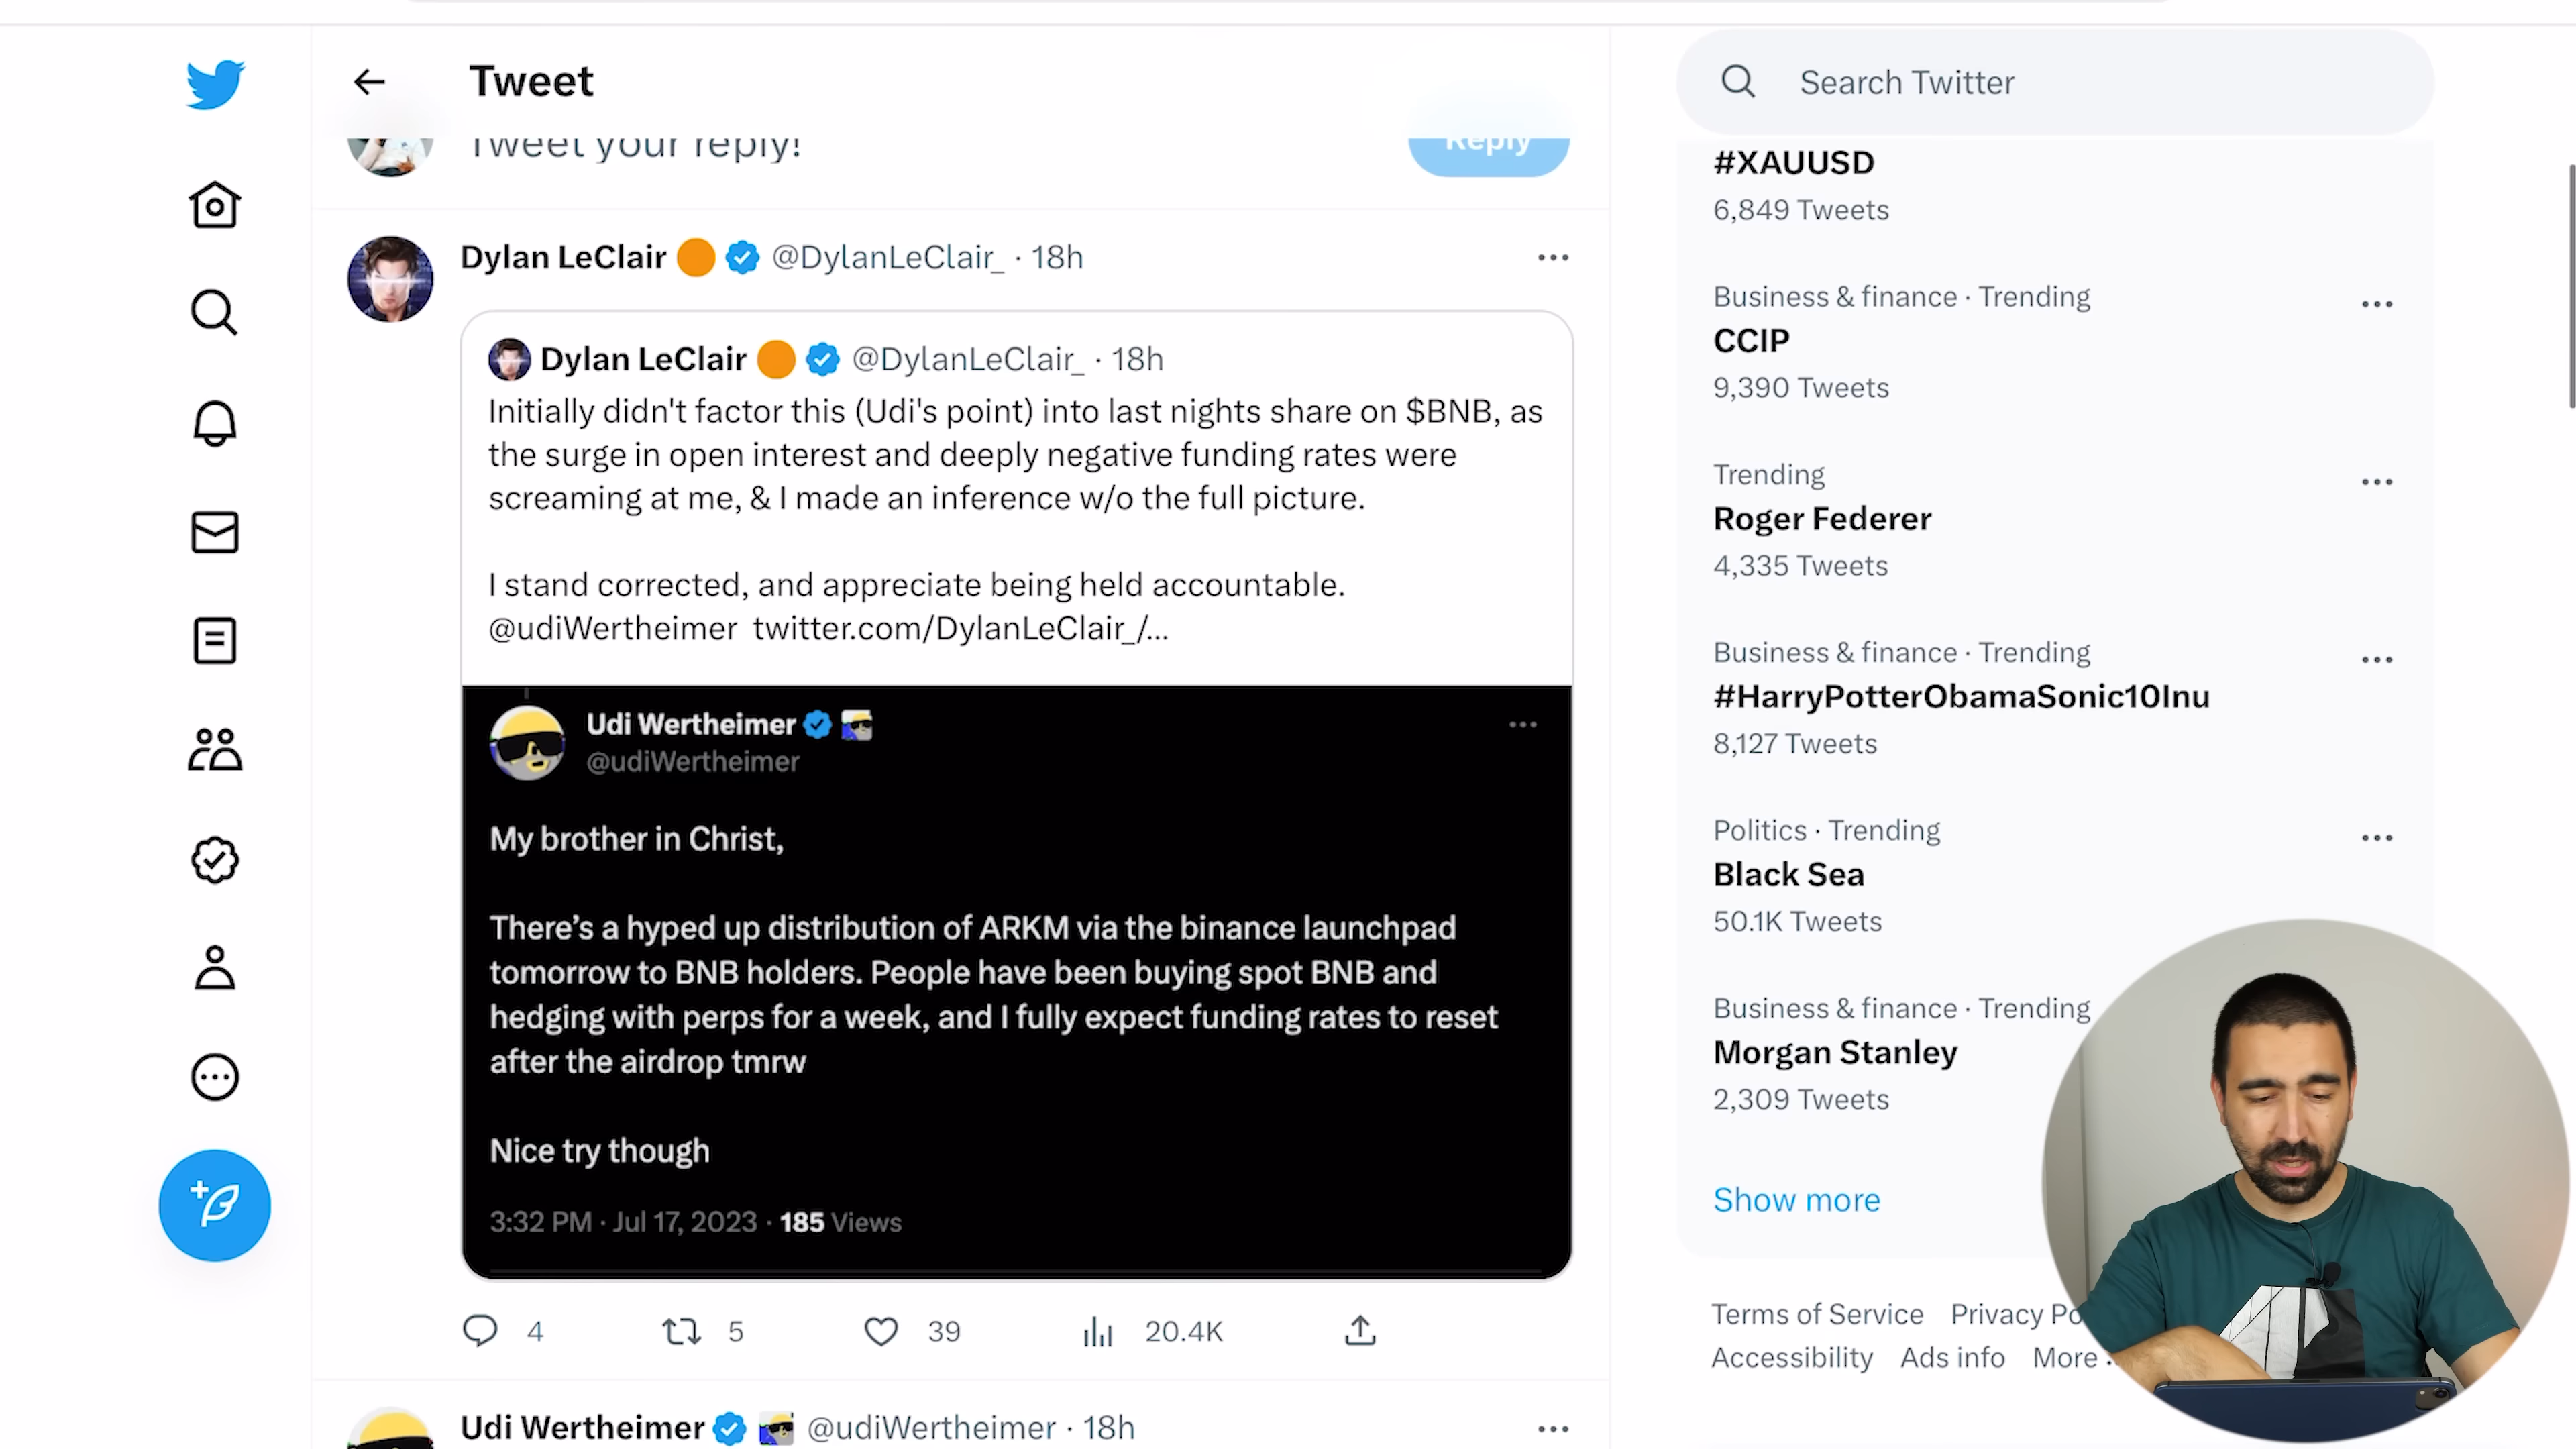 Tweet
Tweet your reply!
Reply
Dylan LeClair @DylanLeClair_ · 18h
Dylan LeClair @DylanLeClair_ · 18h
Initially didn't factor this (Udi's point) into last nights share on $BNB, as
the surge in open interest and deeply negative funding rates were
screaming at me, & I made an inference w/o the full picture.
I stand corrected, and appreciate being held accountable.
@udiWertheimer twitter.com/DylanLeClair_/...
Udi Wertheimer
@udiWertheimer
My brother in Christ,
There’s a hyped up distribution of ARKM via the binance launchpad
tomorrow to BNB holders. People have been buying spot BNB and
hedging with perps for a week, and I fully expect funding rates to reset
after the airdrop tmrw
Nice try though
3:32 PM · Jul 17, 2023 · 185 Views
4 5 39 20.4K
Udi Wertheimer @udiWertheimer · 18h
Search Twitter
#XAUUSD
6,849 Tweets
Business & finance · Trending
CCIP
9,390 Tweets
Trending
Roger Federer
4,335 Tweets
Business & finance · Trending
#HarryPotterObamaSonic10Inu
8,127 Tweets
Politics · Trending
Black Sea
50.1K Tweets
Business & finance · Trending
Morgan Stanley
2,309 Tweets
Show more
Terms of Service Privacy Po
Accessibility Ads info More